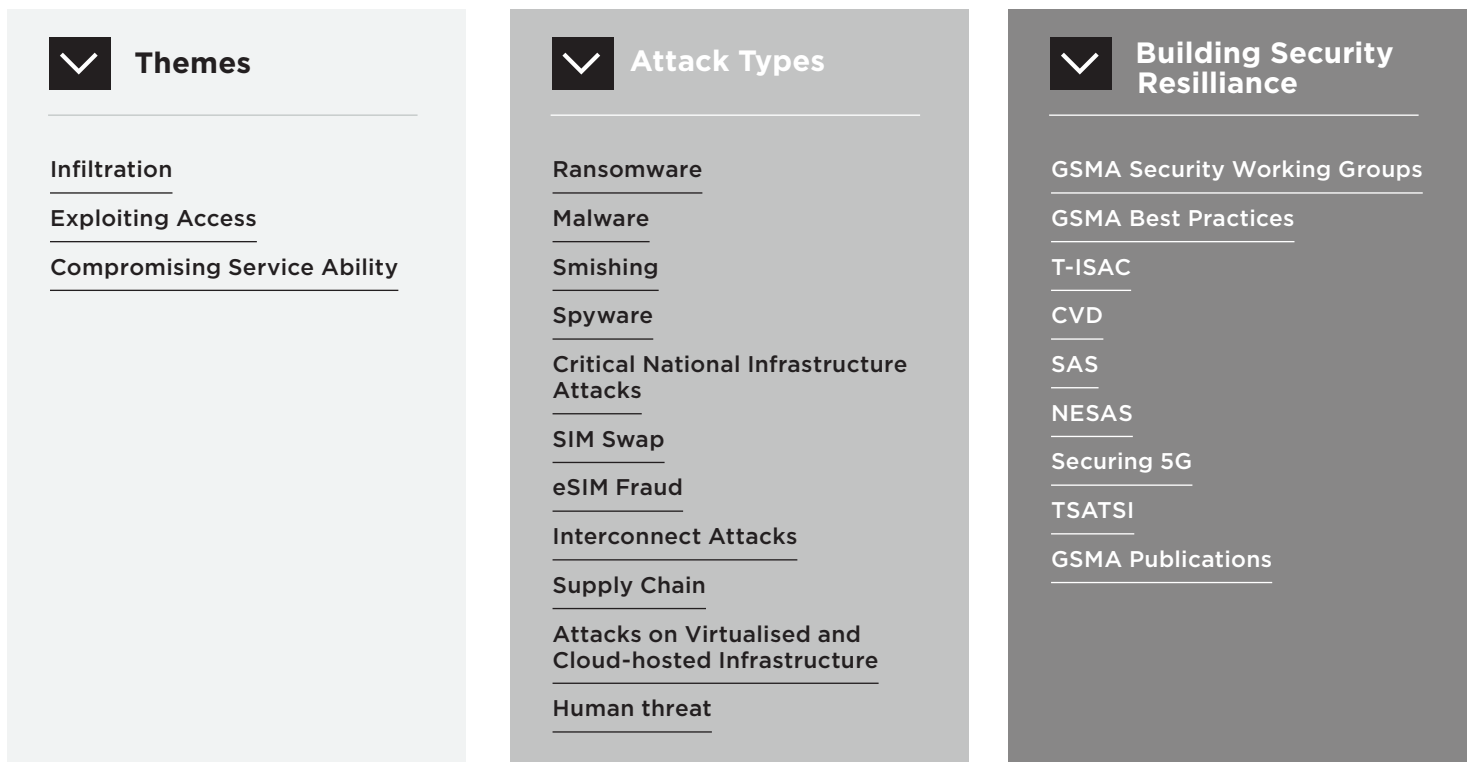 Themes
Infiltration
Exploiting Access
Compromising Service Ability
Attack Types
Ransomware
Malware
Smishing
Spyware
Critical National Infrastructure
Attacks
SIM Swap
eSIM Fraud
Interconnect Attacks
Supply Chain
Attacks on Virtualised and
Cloud-hosted Infrastructure
Human threat
Building Security
Resilliance
GSMA Security Working Groups
GSMA Best Practices
T-ISAC
CVD
SAS
NESAS
Securing 5G
TSATSI
GSMA Publications